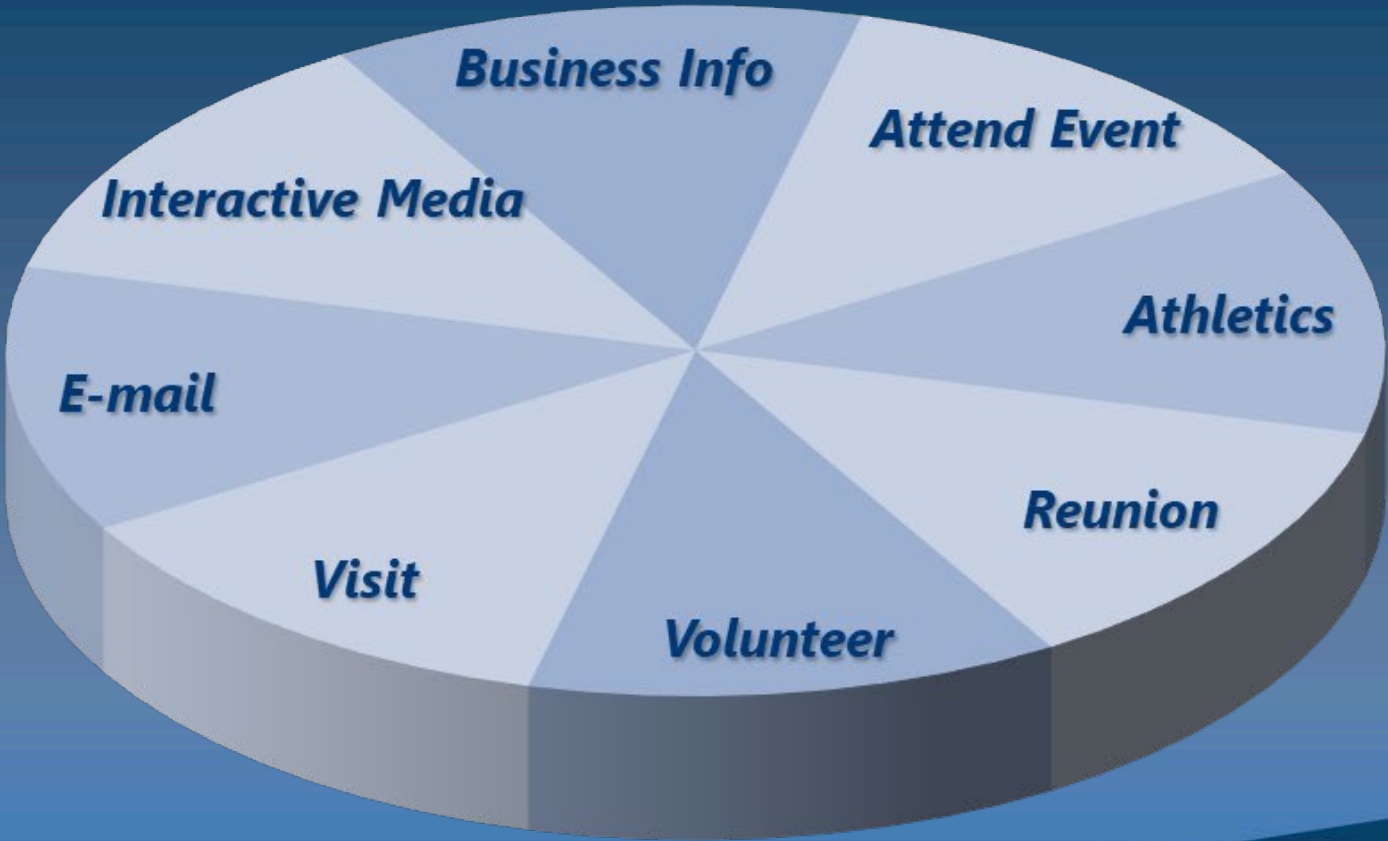 Business Info
Attend Event
Interactive Media
Athletics
E-mail
Reunion
Visit
Volunteer